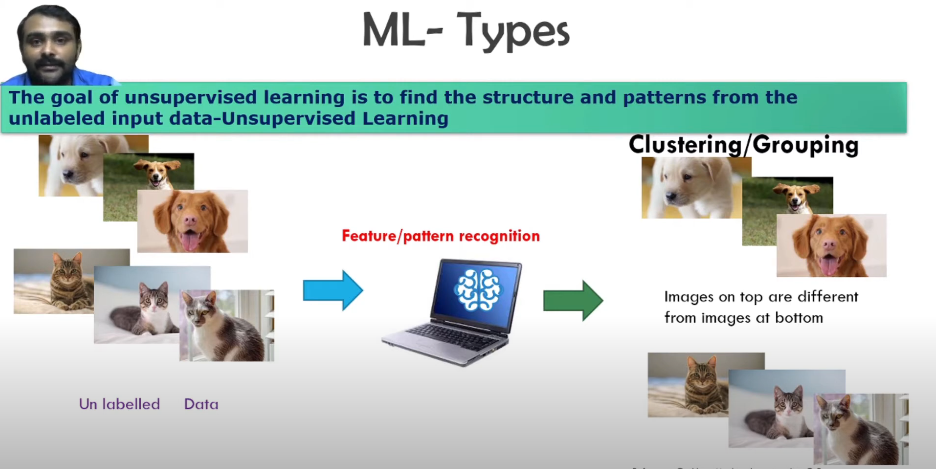 ML- Types
The goal of unsupervised learning is to find the structure and patterns from the
unlabeled input data-Unsupervised Learning
Clustering/Grouping
Feature/pattern recognition
Images on top are different
from images at bottom
Un labelled Data